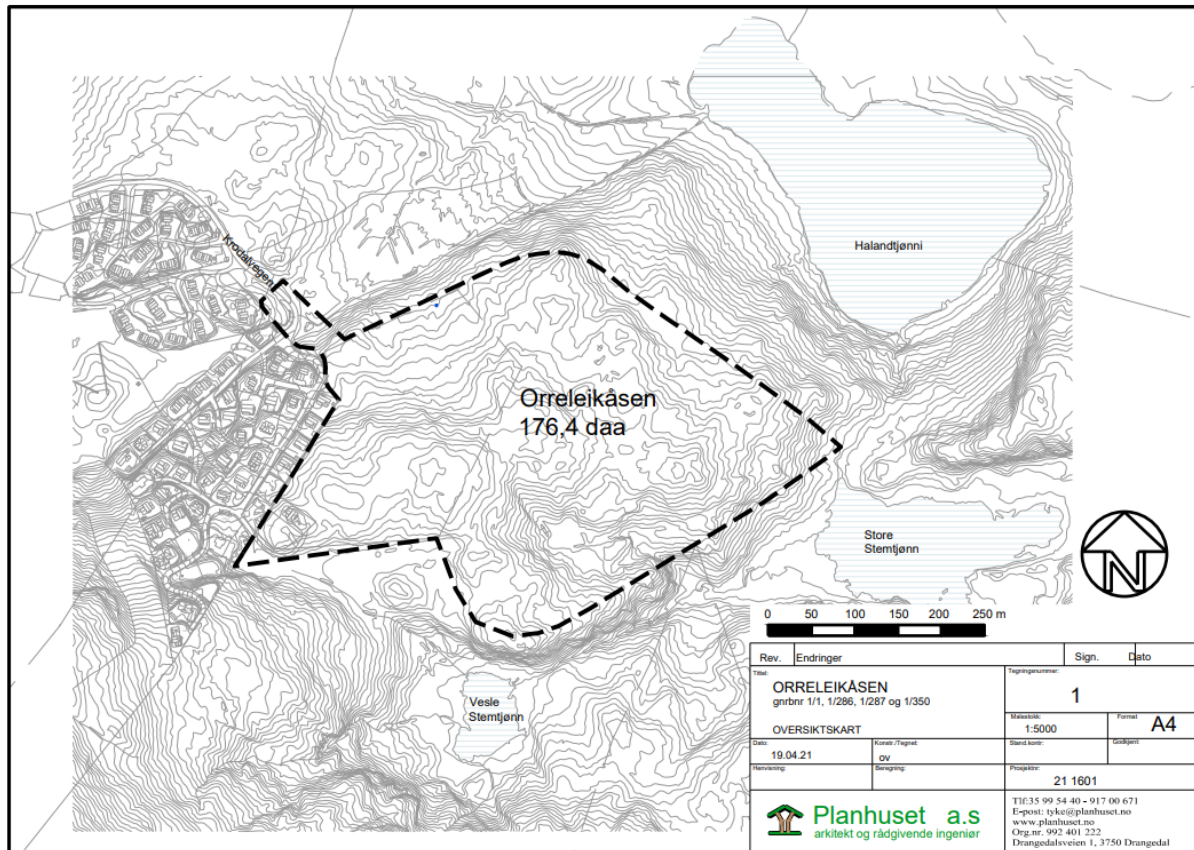 Krodalvegen
Halandtjønni
Orreleikåsen
176,4 daa
Store
Stemtjønn
N
0 50 100 150 200 250 m
Vesle
Stemtjønn
Rev. Endringer Sign. Dato
Tittel:
ORRELEIKÅSEN
gnrbnr 1/1, 1/286, 1/287 og 1/350
OVERSIKTSKART
Tegningsnummer:
1
Målestokk:
1:5000
Format
A4
Dato:
19.04.21
Konstr./Tegnet:
ov
Stand.kontr:
Godkjent:
Henvisning:
Beregning:
Prosjektnr:
21 1601
Planhuset a.s
arkitekt og rådgivende ingeniør
Tlf:35 99 54 40 - 917 00 671
E-post: tyke@planhuset.no
www.planhuset.no
Org.nr. 992 401 222
Drangedalsveien 1, 3750 Drangedal